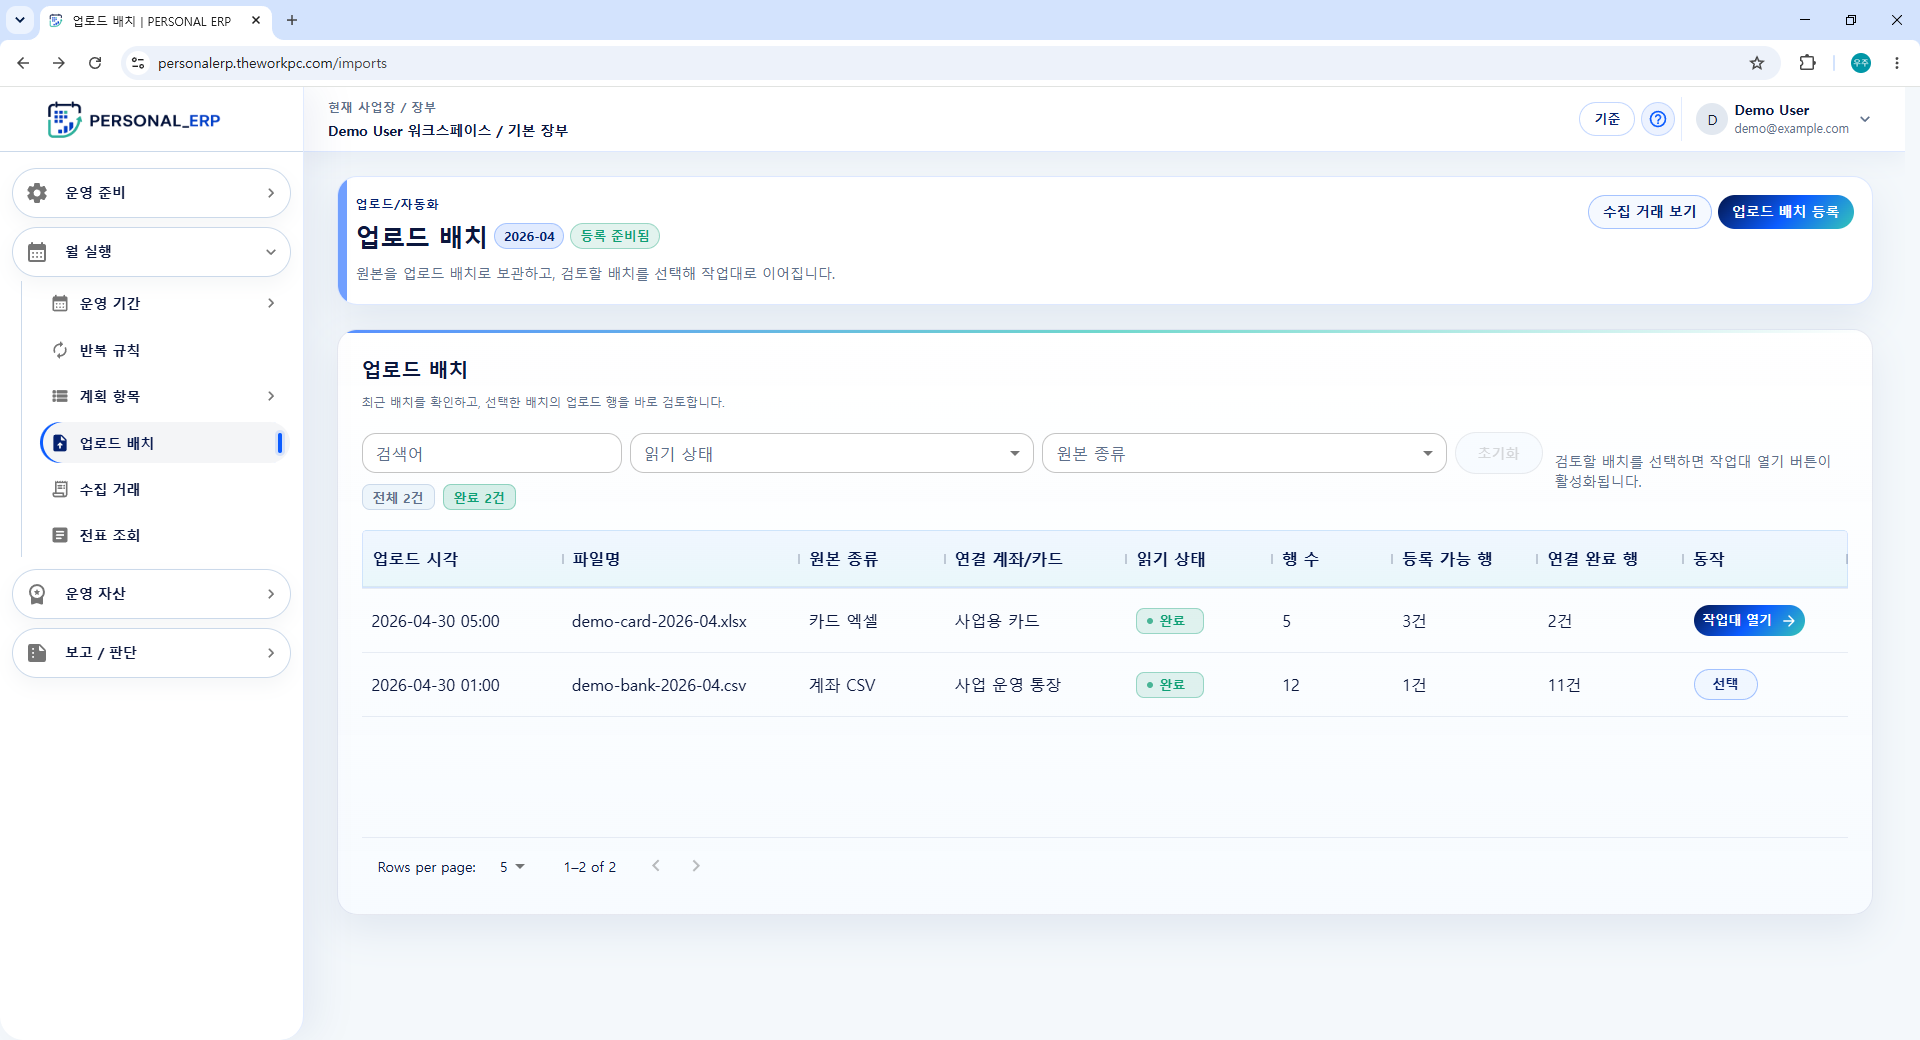 업로드 배치 | PERSONAL ERP
personalerp.theworkpc.com/imports
우주
PERSONAL_ERP
현재 사업장 / 장부
Demo User 워크스페이스 / 기본 장부
기준
D
Demo User
demo@example.com
운영 준비
월 실행
운영 기간
반복 규칙
계획 항목
업로드 배치
수집 거래
전표 조회
운영 자산
보고 / 판단
업로드/자동화
업로드 배치 2026-04 등록 준비됨
원본을 업로드 배치로 보관하고, 검토할 배치를 선택해 작업대로 이어집니다.
수집 거래 보기 업로드 배치 등록
업로드 배치
최근 배치를 확인하고, 선택한 배치의 업로드 행을 바로 검토합니다.
검색어 읽기 상태 원본 종류 초기화
검토할 배치를 선택하면 작업대 열기 버튼이
활성화됩니다.
전체 2건 완료 2건
업로드 시각 파일명 원본 종류 연결 계좌/카드 읽기 상태 행 수 등록 가능 행 연결 완료 행 동작
2026-04-30 05:00 demo-card-2026-04.xlsx 카드 엑셀 사업용 카드 완료 5 3건 2건 작업대 열기
2026-04-30 01:00 demo-bank-2026-04.csv 계좌 CSV 사업 운영 통장 완료 12 1건 11건 선택
Rows per page: 5 1–2 of 2